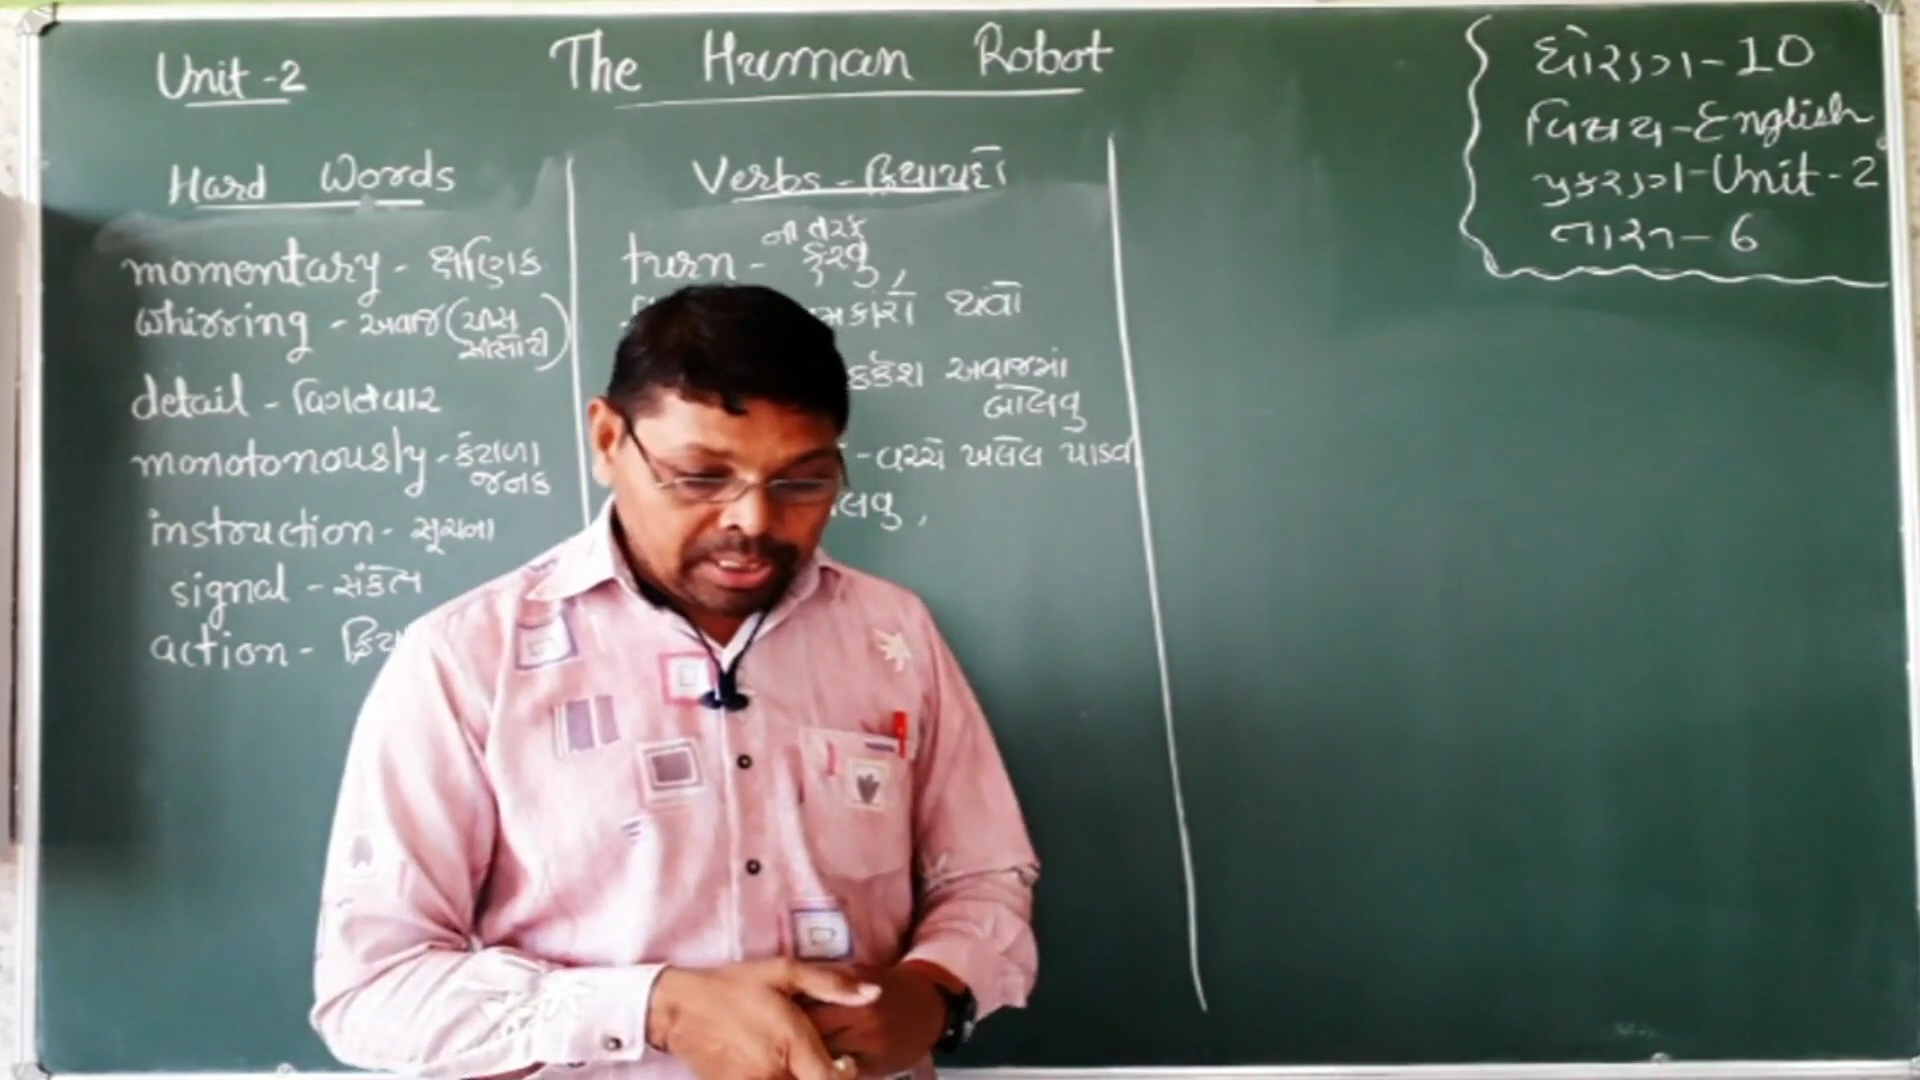 Unit-2
The Human Robot
ધોરણ-10
વિષય-English
પ્રકરણ-Unit-2
તાસ-6
Hard Words
momentary - ક્ષણિક
whirring - અવાજ
detail - વિગતવાર
monotonously - કંટાળા
જનક
instruction - સૂચના
signal - સંકેત
action -
Verbs - ક્રિયાપદો
turn - ના તરફ
ફરવુ,
થવો
કર્કશ અવાજમાં
બોલવુ
- વચ્ચે ખલેલ પાડવી